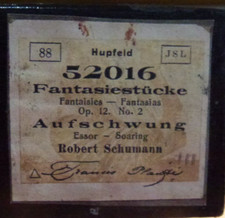 88 Hupfeld JSL
52016
Fantasiestücke
Fantaisies — Fantasias
Op. 12. No. 2
Aufschwung
Essor — Soaring
Robert Schumann